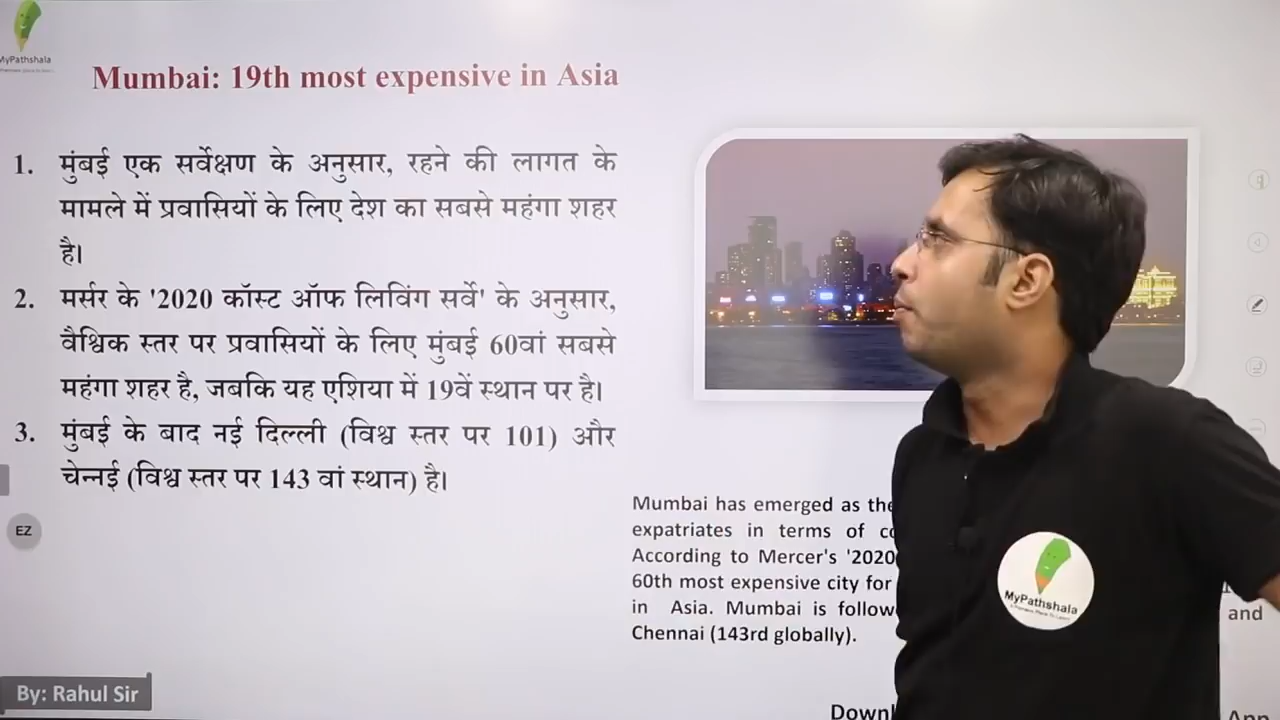 MyPathshala
Mumbai: 19th most expensive in Asia
1. मुंबई एक सर्वेक्षण के अनुसार, रहने की लागत के
मामले में प्रवासियों के लिए देश का सबसे महंगा शहर
है।
2. मर्सर के '2020 कॉस्ट ऑफ लिविंग सर्वे' के अनुसार,
वैश्विक स्तर पर प्रवासियों के लिए मुंबई 60वां सबसे
महंगा शहर है, जबकि यह एशिया में 19वें स्थान पर है।
3. मुंबई के बाद नई दिल्ली (विश्व स्तर पर 101) और
चेन्नई (विश्व स्तर पर 143 वां स्थान) है।
EZ
Mumbai has emerged as the
expatriates in terms of
According to Mercer's '2020
60th most expensive city for
in Asia. Mumbai is follow
and
Chennai (143rd globally).
MyPathshala
By: Rahul Sir
Downl
App